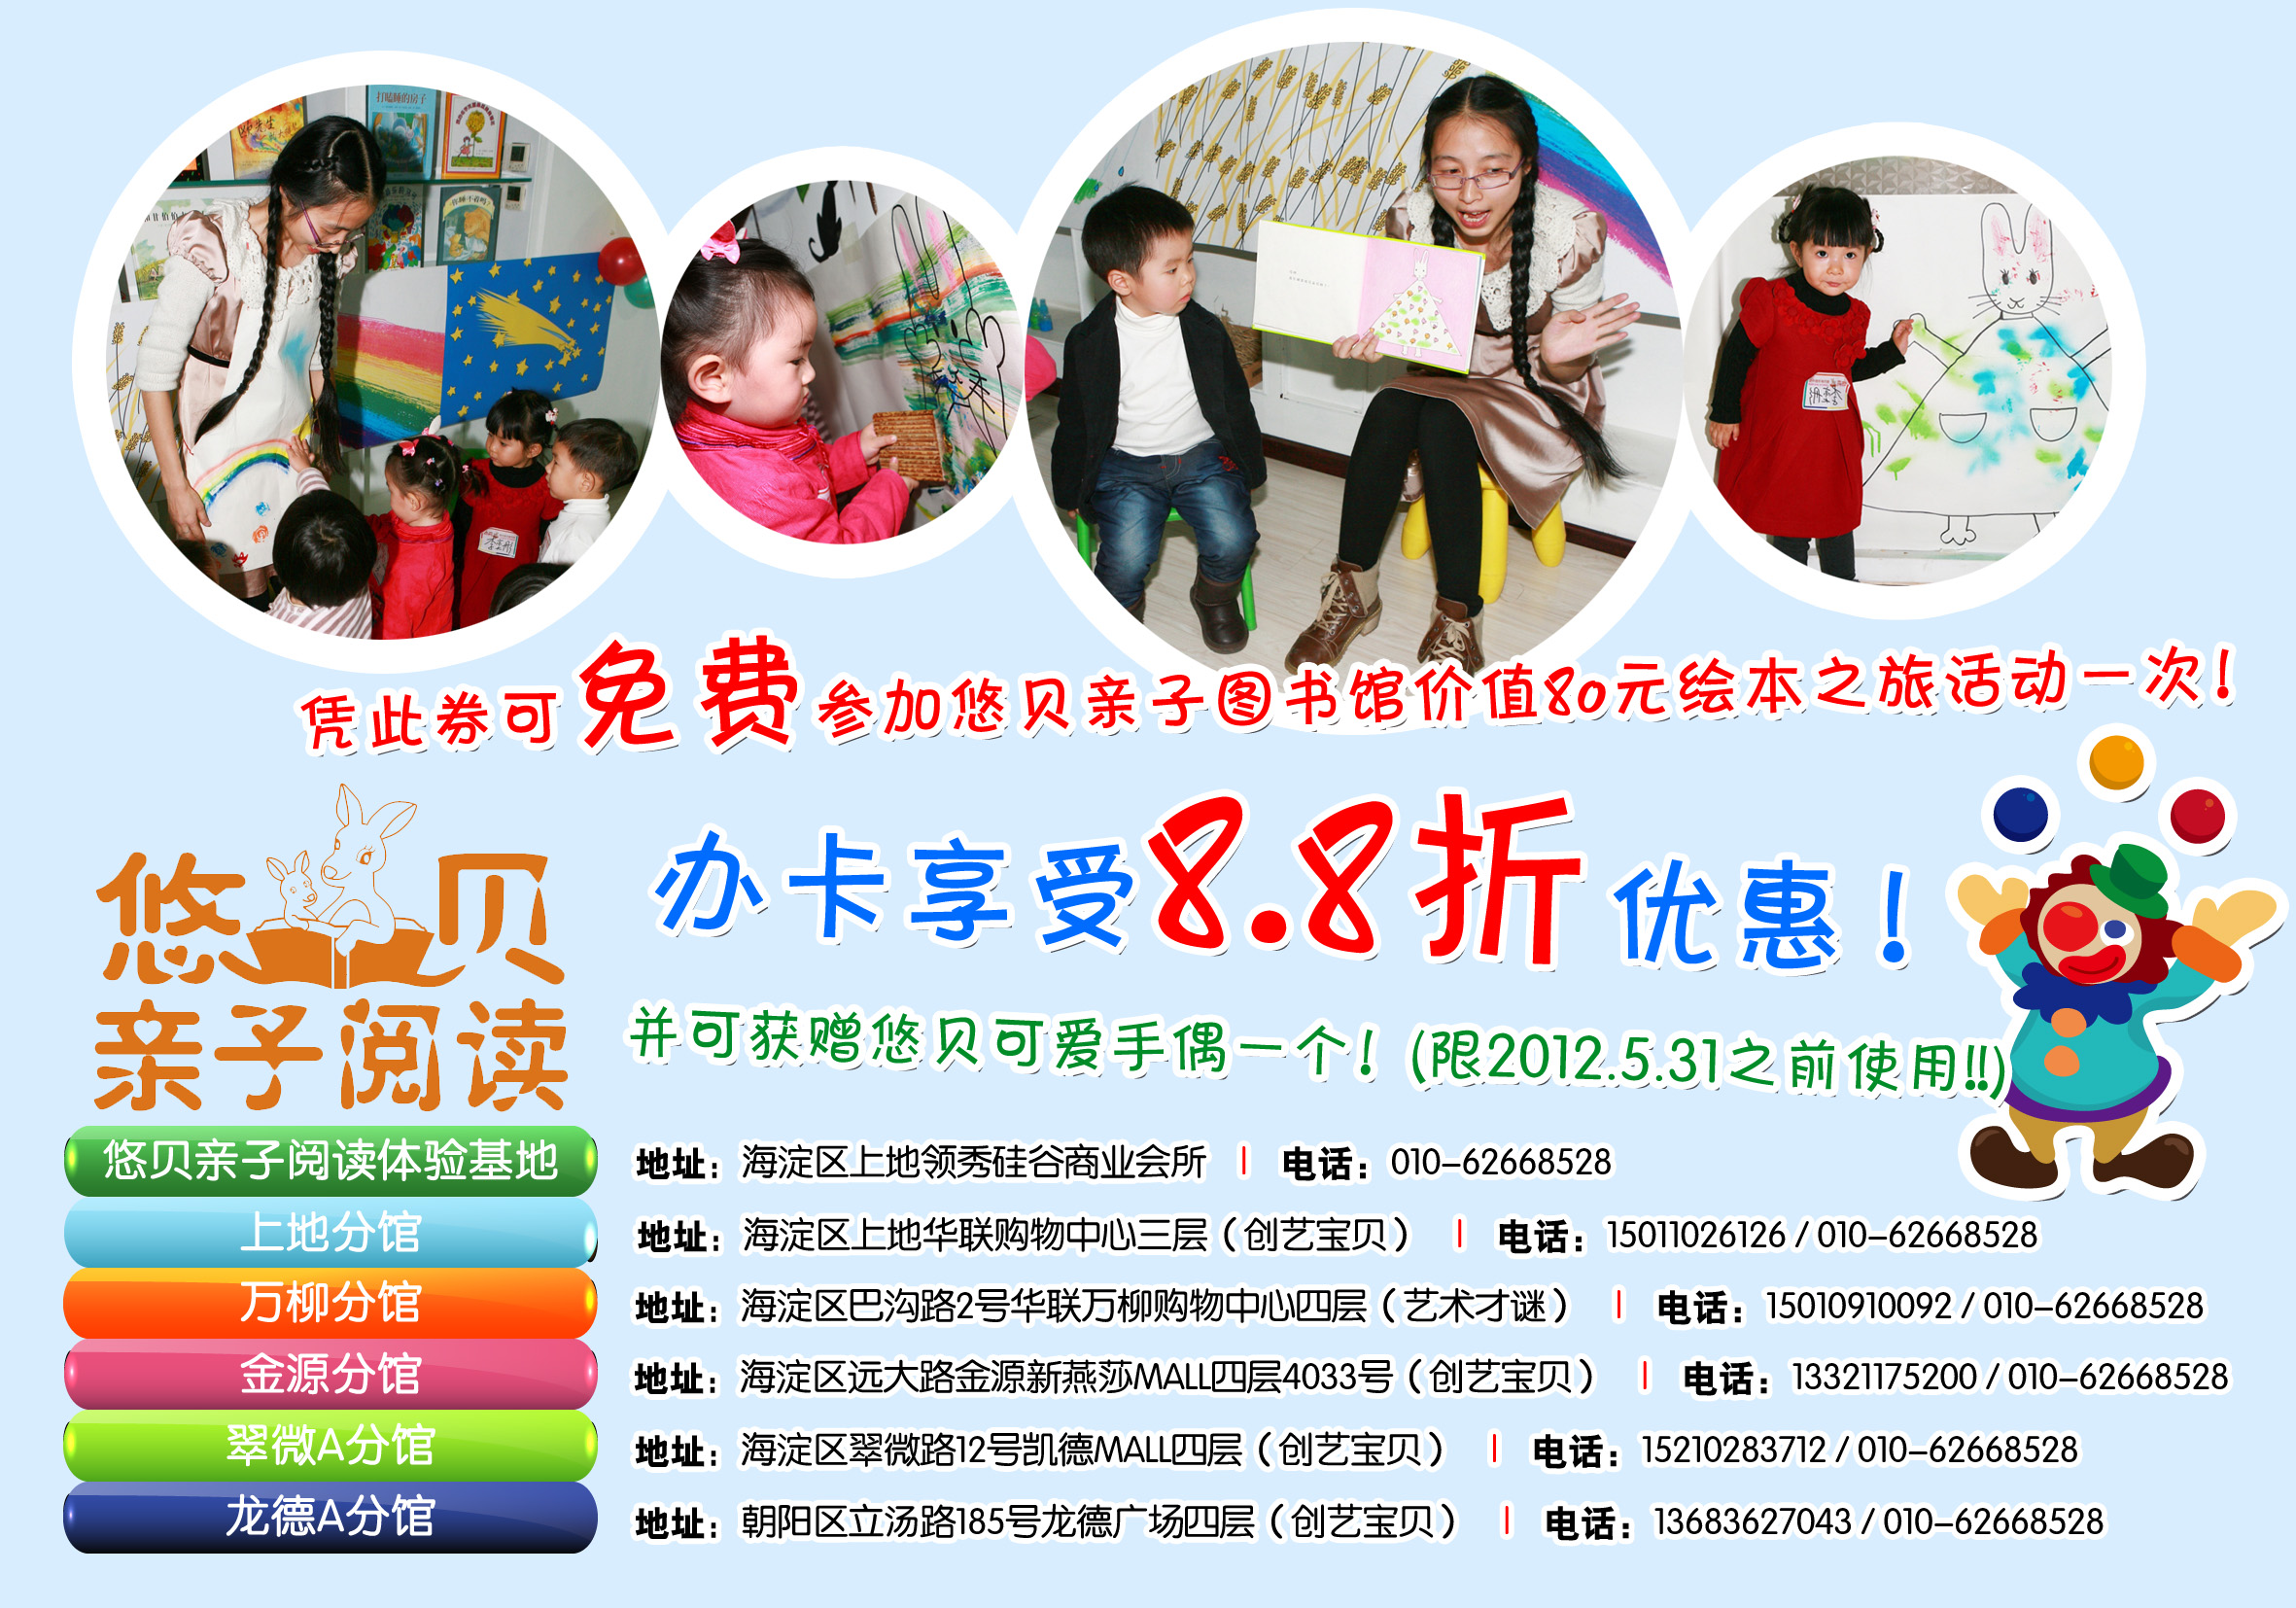 打瞌睡的房子
你睡不着吗
凭此券可免费参加悠贝亲子图书馆价值80元绘本之旅活动一次!
办卡享受8.8折优惠!
并可获赠悠贝可爱手偶一个!(限2012.5.31之前使用!!)
悠贝
亲子阅读
悠贝亲子阅读体验基地 地址:海淀区上地领秀硅谷商业会所 | 电话:010-62668528
上地分馆 地址:海淀区上地华联购物中心三层(创艺宝贝) | 电话:15011026126 / 010-62668528
万柳分馆 地址:海淀区巴沟路2号华联万柳购物中心四层(艺术才谜) | 电话:15010910092 / 010-62668528
金源分馆 地址:海淀区远大路金源新燕莎MALL四层4033号(创艺宝贝) | 电话:13321175200 / 010-62668528
翠微A分馆 地址:海淀区翠微路12号凯德MALL四层(创艺宝贝) | 电话:15210283712 / 010-62668528
龙德A分馆 地址:朝阳区立汤路185号龙德广场四层(创艺宝贝) | 电话:13683627043 / 010-62668528